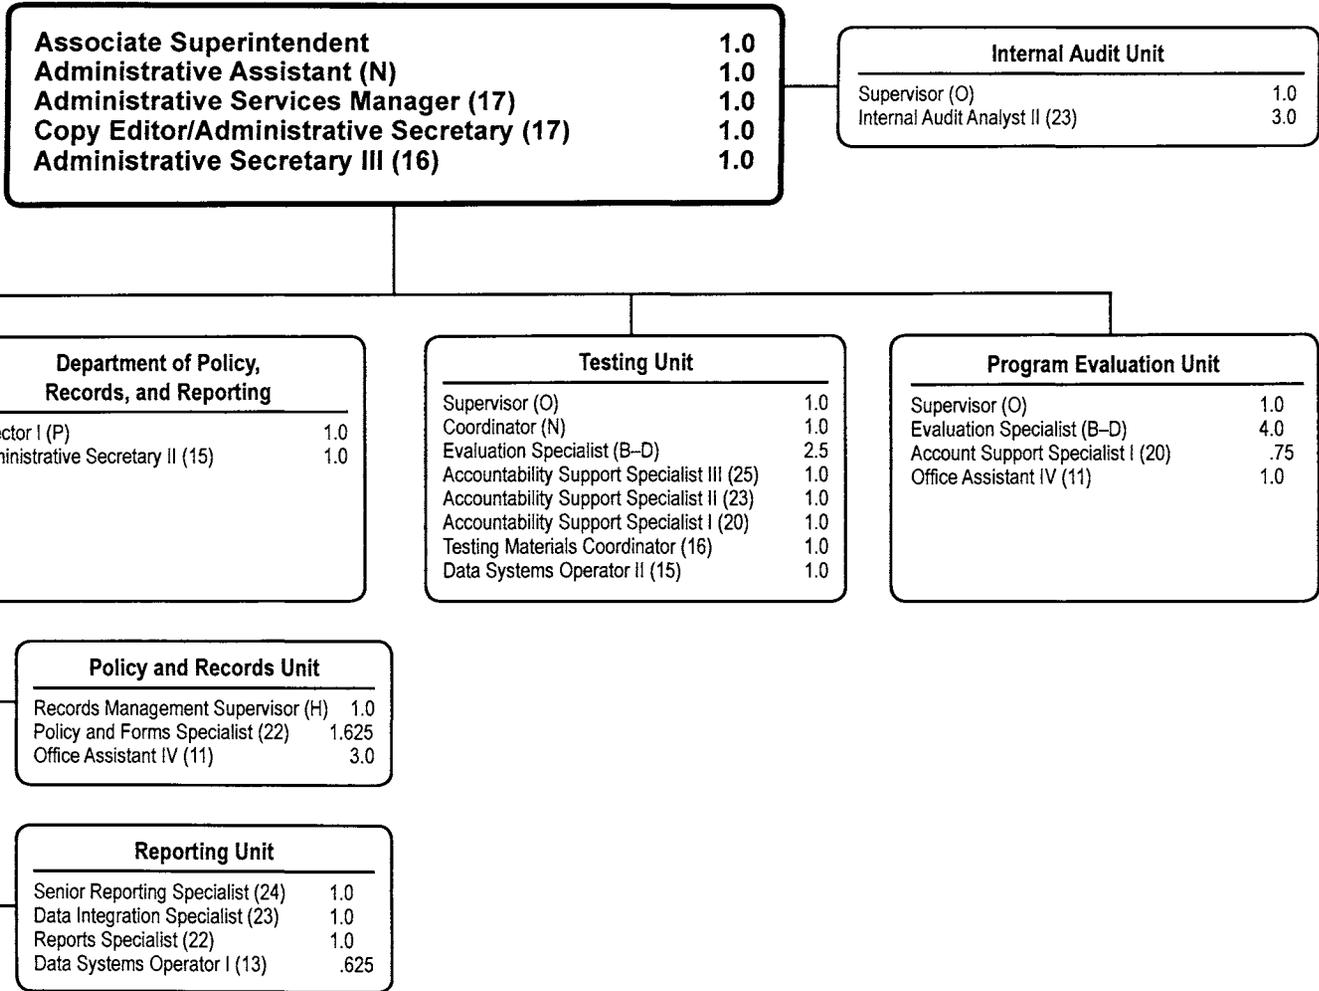 Associate Superintendent 1.0
Administrative Assistant (N) 1.0
Administrative Services Manager (17) 1.0
Copy Editor/Administrative Secretary (17) 1.0
Administrative Secretary III (16) 1.0
Internal Audit Unit
Supervisor (O) 1.0
Internal Audit Analyst II (23) 3.0
Department of Policy,
Records, and Reporting
ector I (P) 1.0
ministrative Secretary II (15) 1.0
Testing Unit
Supervisor (O) 1.0
Coordinator (N) 1.0
Evaluation Specialist (B–D) 2.5
Accountability Support Specialist III (25) 1.0
Accountability Support Specialist II (23) 1.0
Accountability Support Specialist I (20) 1.0
Testing Materials Coordinator (16) 1.0
Data Systems Operator II (15) 1.0
Program Evaluation Unit
Supervisor (O) 1.0
Evaluation Specialist (B–D) 4.0
Account Support Specialist I (20) .75
Office Assistant IV (11) 1.0
Policy and Records Unit
Records Management Supervisor (H) 1.0
Policy and Forms Specialist (22) 1.625
Office Assistant IV (11) 3.0
Reporting Unit
Senior Reporting Specialist (24) 1.0
Data Integration Specialist (23) 1.0
Reports Specialist (22) 1.0
Data Systems Operator I (13) .625